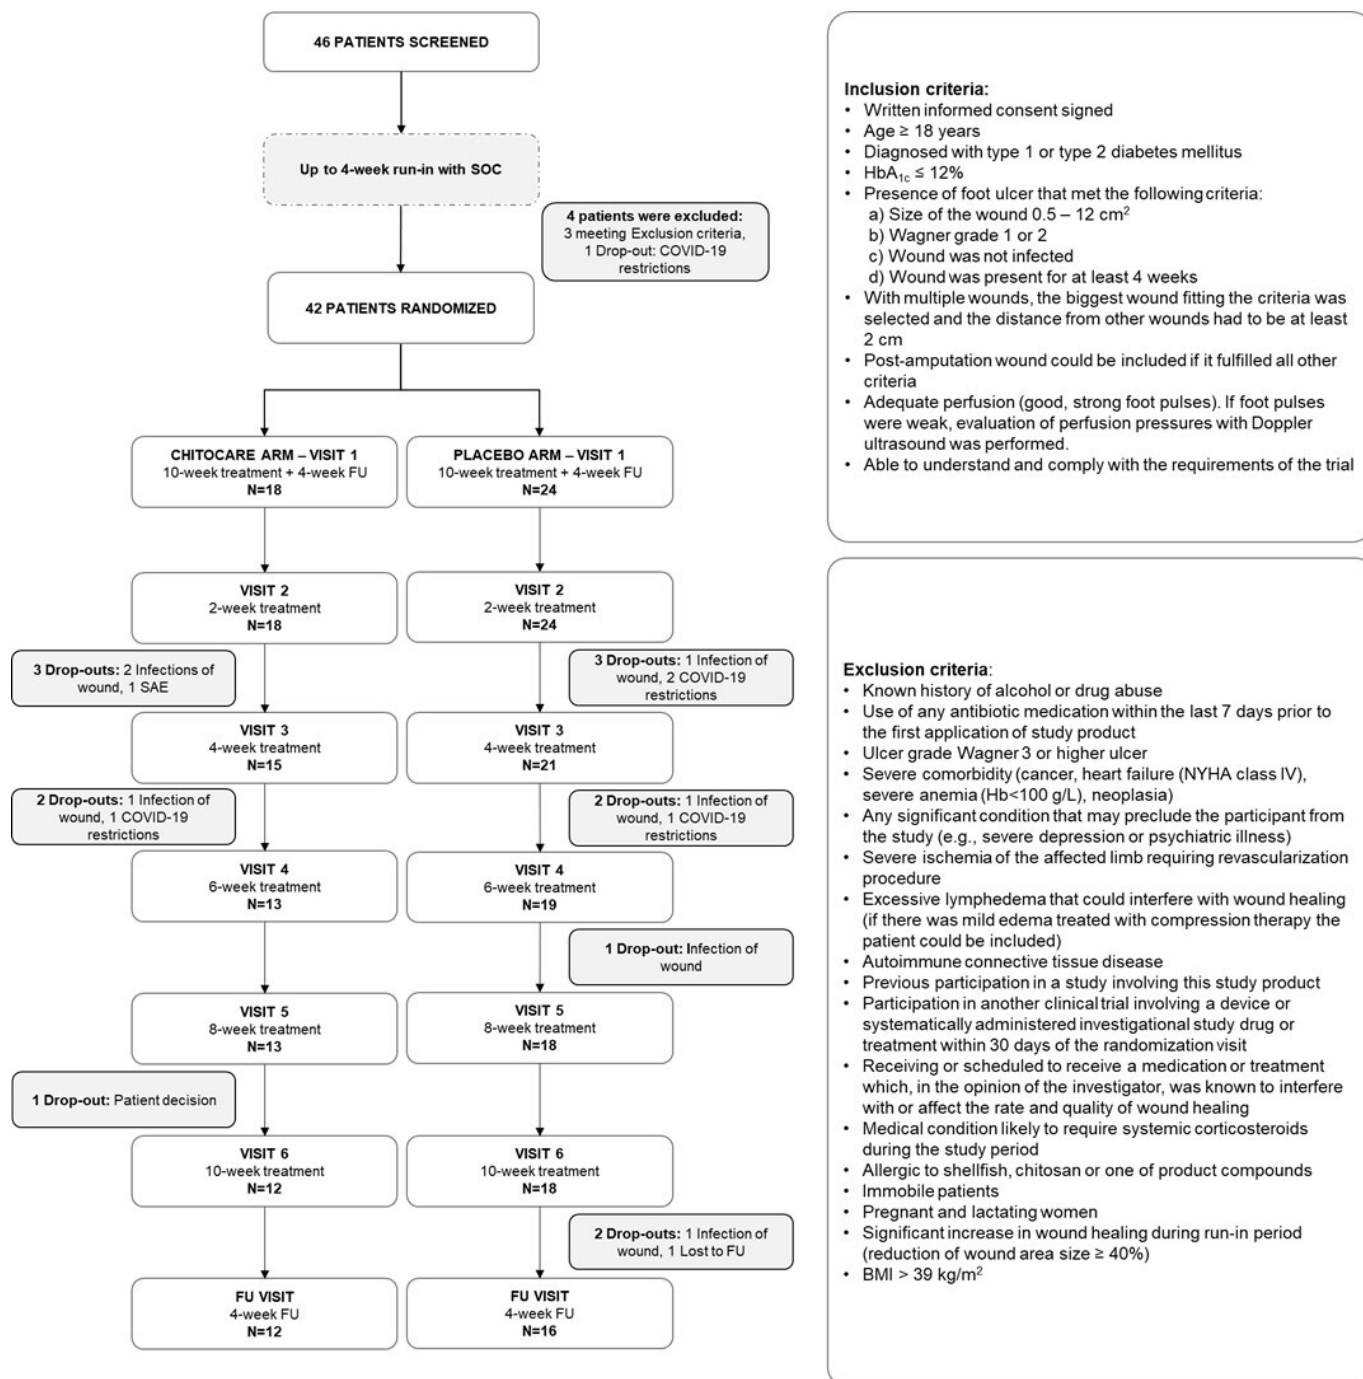 46 PATIENTS SCREENED
Up to 4-week run-in with SOC
4 patients were excluded:
3 meeting Exclusion criteria,
1 Drop-out: COVID-19
restrictions
42 PATIENTS RANDOMIZED
CHITOCARE ARM – VISIT 1
10-week treatment + 4-week FU
N=18
PLACEBO ARM – VISIT 1
10-week treatment + 4-week FU
N=24
VISIT 2
2-week treatment
N=18
VISIT 2
2-week treatment
N=24
3 Drop-outs: 2 Infections of
wound, 1 SAE
3 Drop-outs: 1 Infection of
wound, 2 COVID-19
restrictions
VISIT 3
4-week treatment
N=15
VISIT 3
4-week treatment
N=21
2 Drop-outs: 1 Infection of
wound, 1 COVID-19
restrictions
2 Drop-outs: 1 Infection of
wound, 1 COVID-19
restrictions
VISIT 4
6-week treatment
N=13
VISIT 4
6-week treatment
N=19
1 Drop-out: Infection of
wound
VISIT 5
8-week treatment
N=13
VISIT 5
8-week treatment
N=18
1 Drop-out: Patient decision
VISIT 6
10-week treatment
N=12
VISIT 6
10-week treatment
N=18
2 Drop-outs: 1 Infection of
wound, 1 Lost to FU
FU VISIT
4-week FU
N=12
FU VISIT
4-week FU
N=16
Inclusion criteria:
• Written informed consent signed
• Age ≥ 18 years
• Diagnosed with type 1 or type 2 diabetes mellitus
• HbA1c ≤ 12%
• Presence of foot ulcer that met the following criteria:
a) Size of the wound 0.5 – 12 cm²
b) Wagner grade 1 or 2
c) Wound was not infected
d) Wound was present for at least 4 weeks
• With multiple wounds, the biggest wound fitting the criteria was
selected and the distance from other wounds had to be at least
2 cm
• Post-amputation wound could be included if it fulfilled all other
criteria
• Adequate perfusion (good, strong foot pulses). If foot pulses
were weak, evaluation of perfusion pressures with Doppler
ultrasound was performed.
• Able to understand and comply with the requirements of the trial
Exclusion criteria:
• Known history of alcohol or drug abuse
• Use of any antibiotic medication within the last 7 days prior to
the first application of study product
• Ulcer grade Wagner 3 or higher ulcer
• Severe comorbidity (cancer, heart failure (NYHA class IV),
severe anemia (Hb<100 g/L), neoplasia)
• Any significant condition that may preclude the participant from
the study (e.g., severe depression or psychiatric illness)
• Severe ischemia of the affected limb requiring revascularization
procedure
• Excessive lymphedema that could interfere with wound healing
(if there was mild edema treated with compression therapy the
patient could be included)
• Autoimmune connective tissue disease
• Previous participation in a study involving this study product
• Participation in another clinical trial involving a device or
systematically administered investigational study drug or
treatment within 30 days of the randomization visit
• Receiving or scheduled to receive a medication or treatment
which, in the opinion of the investigator, was known to interfere
with or affect the rate and quality of wound healing
• Medical condition likely to require systemic corticosteroids
during the study period
• Allergic to shellfish, chitosan or one of product compounds
• Immobile patients
• Pregnant and lactating women
• Significant increase in wound healing during run-in period
(reduction of wound area size ≥ 40%)
• BMI > 39 kg/m²